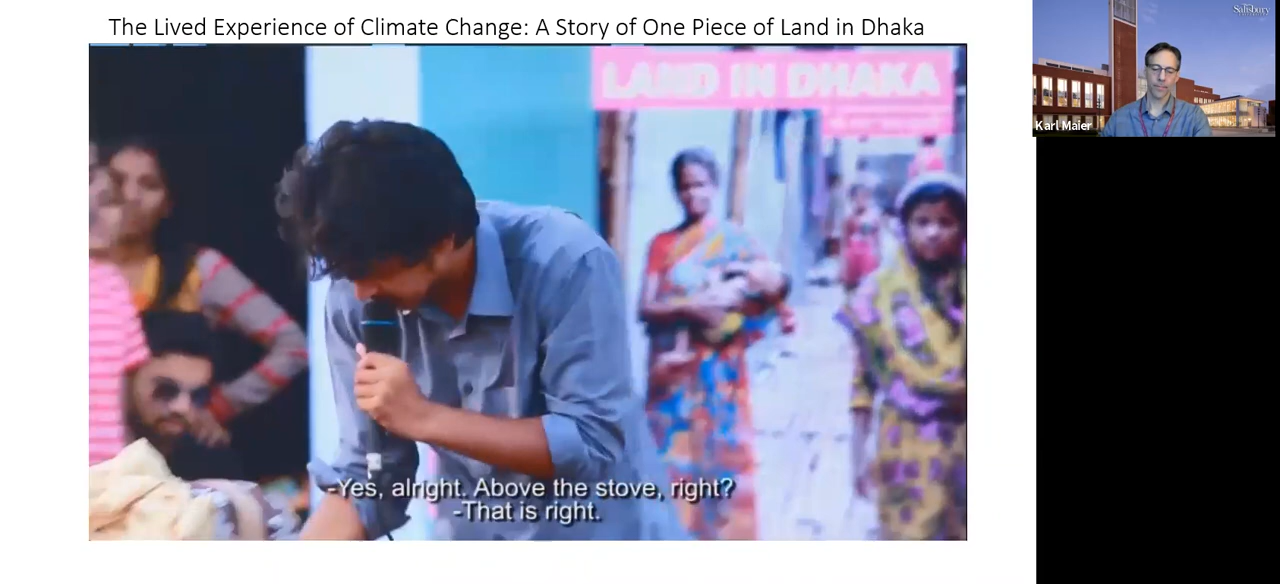 The Lived Experience of Climate Change: A Story of One Piece of Land in Dhaka
LAND IN DHAKA
-Yes, alright. Above the stove, right?
-That is right.
Salisbury
Karl Maier